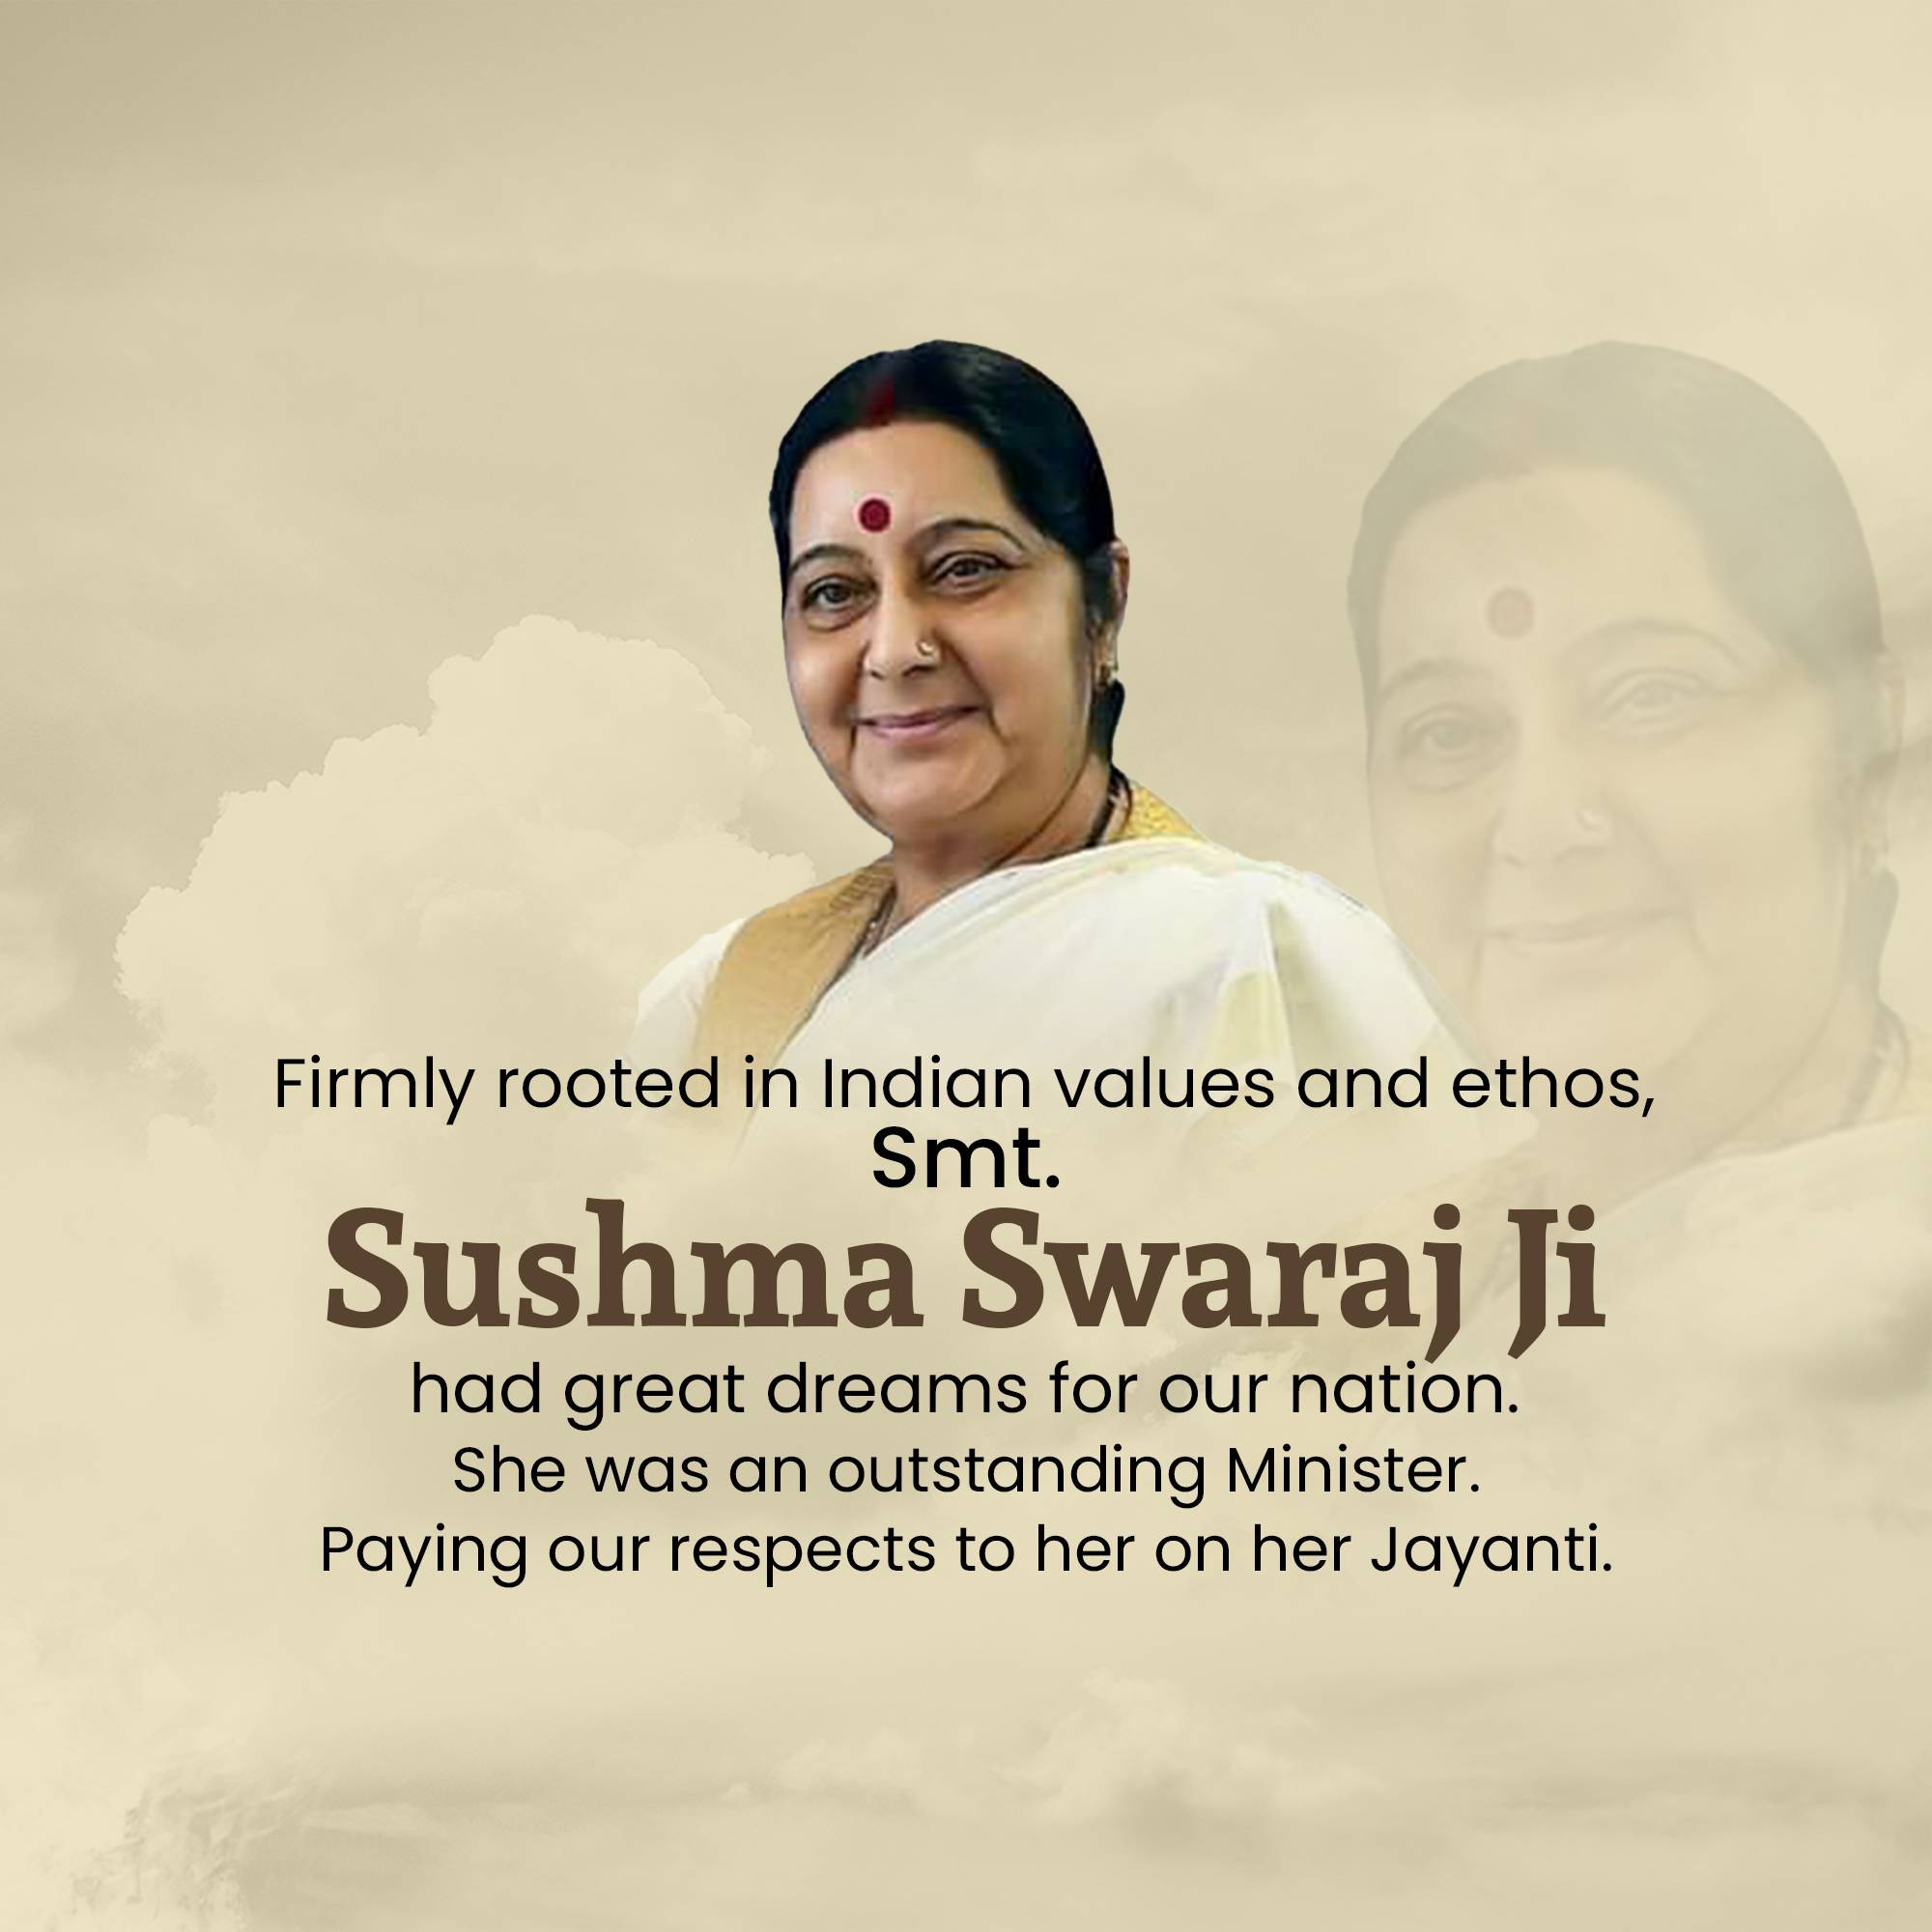 Firmly rooted in Indian values and ethos,
Smt.
Sushma Swaraj Ji
had great dreams for our nation.
She was an outstanding Minister.
Paying our respects to her on her Jayanti.